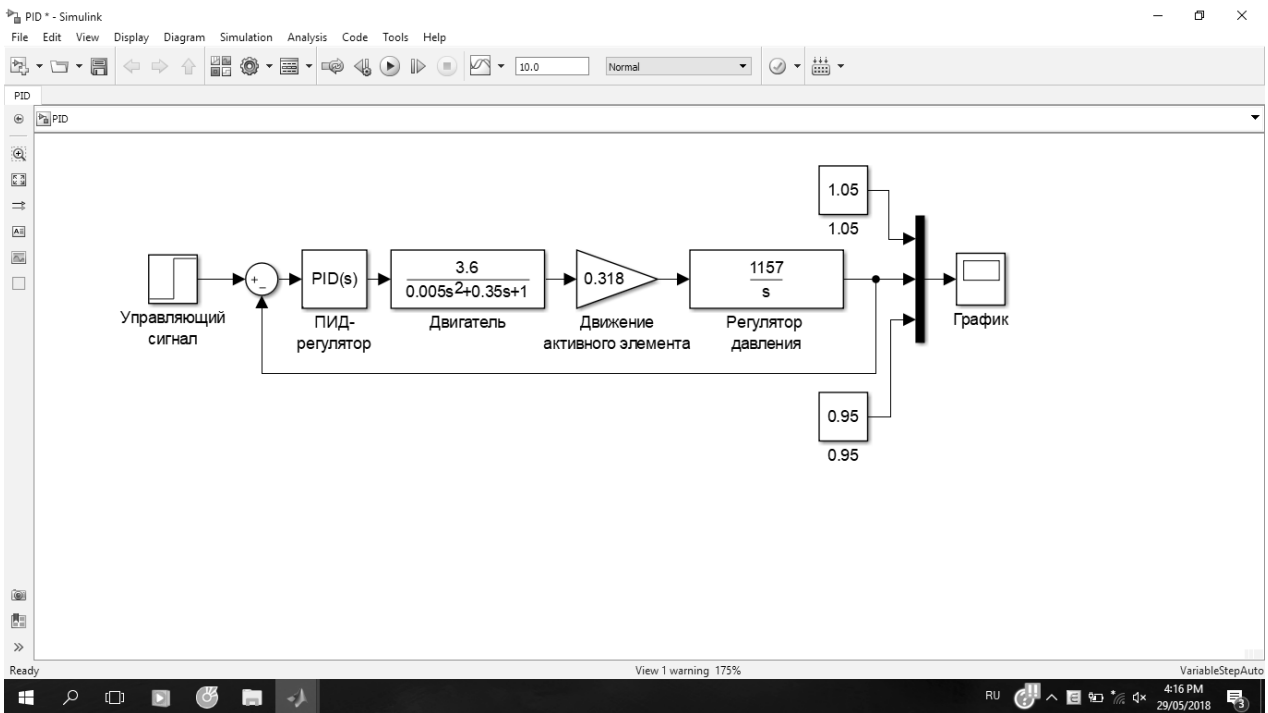 PID * - Simulink
File Edit View Display Diagram Simulation Analysis Code Tools Help
10.0 Normal
PID
PID
1.05
1.05
PID(s)
3.6
0.005s2+0.35s+1
0.318
1157
s
Управляющий
сигнал
ПИД-
регулятор
Двигатель
Движение
активного элемента
Регулятор
давления
График
0.95
0.95
Ready View 1 warning 175% VariableStepAuto
RU 4:16 PM
29/05/2018
3